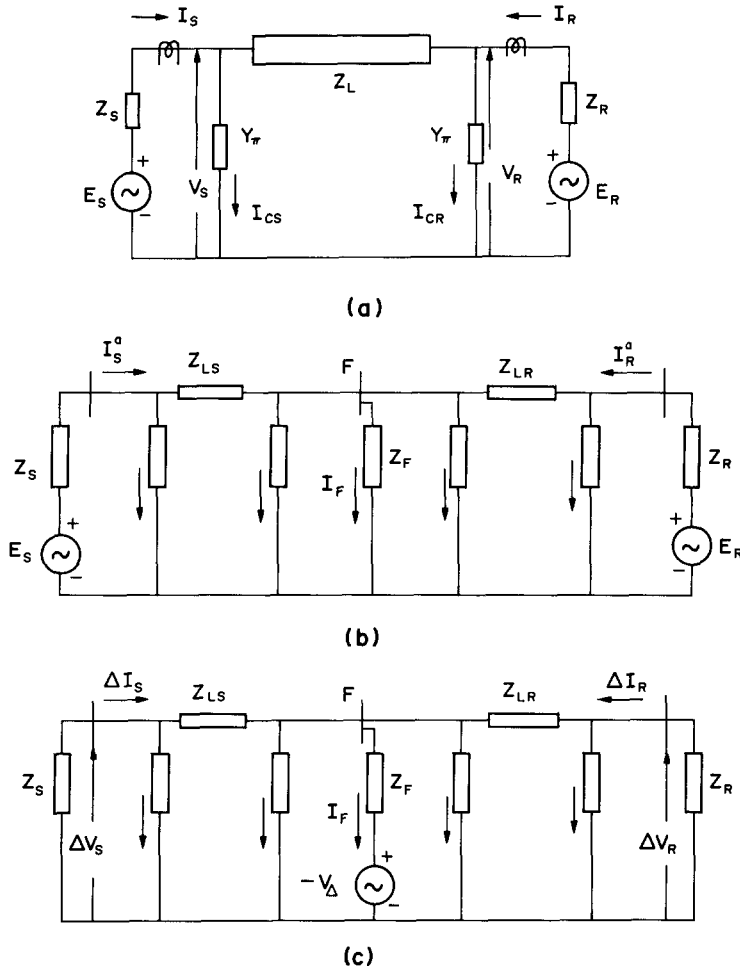 I_S I_R
Z_L
Z_S Y_π Y_π Z_R
+ +
E_S V_S V_R E_R
- -
I_CS I_CR
(a)
I_S^a Z_LS F Z_LR I_R^a
Z_S Z_F Z_R
I_F
+ +
E_S E_R
- -
(b)
ΔI_S Z_LS F Z_LR ΔI_R
Z_S Z_F Z_R
I_F
ΔV_S + ΔV_R
-V_Δ
-
(c)